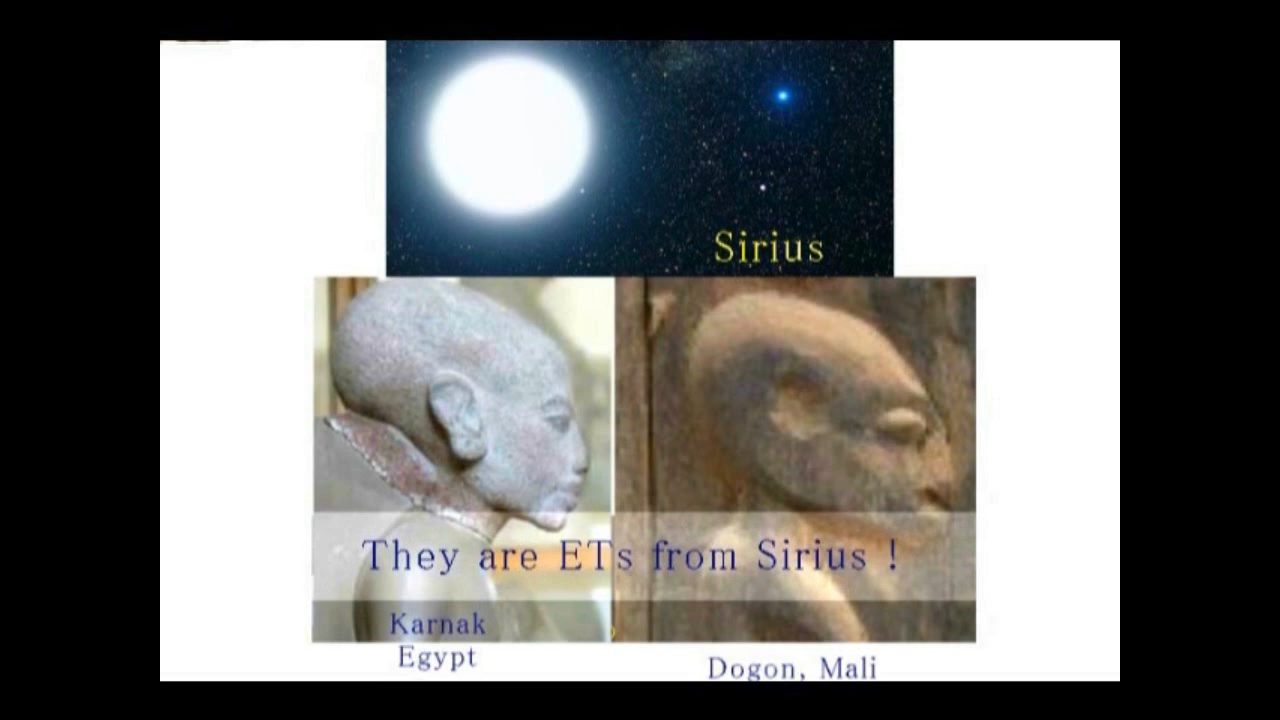 Sirius
They are ETs from Sirius !
Karnak
Egypt
Dogon, Mali